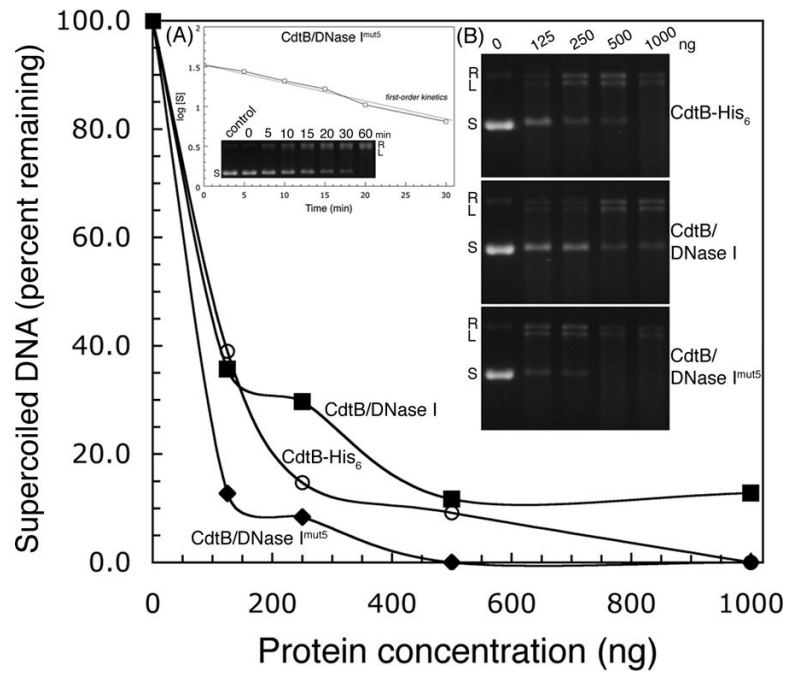 Supercoiled DNA (percent remaining)
100.0
80.0
60.0
40.0
20.0
0.0
0
200
400
600
800
1000
Protein concentration (ng)
CdtB/DNase I
CdtB-His6
CdtB/DNase Imut5
(A)
CdtB/DNase Imut5
log [S]
2
1.5
1
0.5
0
0 5 10 15 20 25 30
Time (min)
first-order kinetics
control 0 5 10 15 20 30 60 min
R
L
S
(B)
0 125 250 500 1000 ng
R
L
S
CdtB-His6
R
L
S
CdtB/
DNase I
R
L
S
CdtB/
DNase Imut5